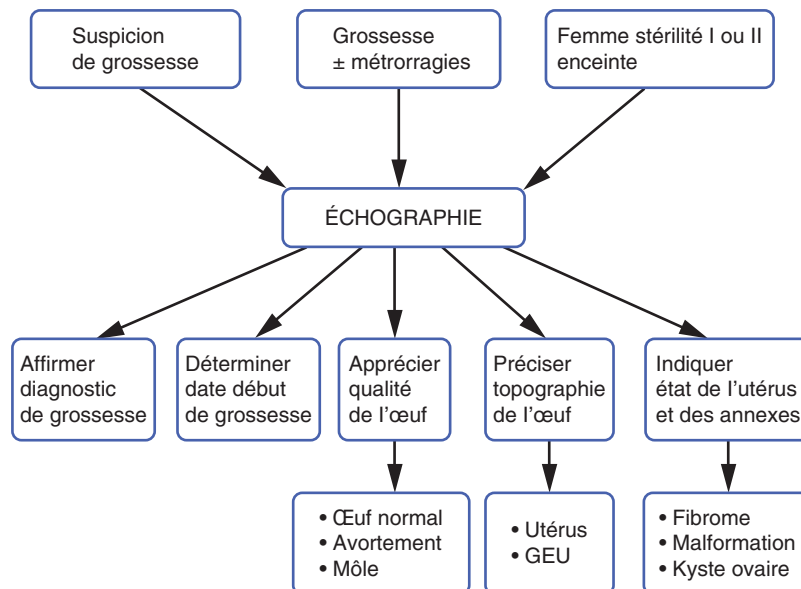 Suspicion
de grossesse
Grossesse
± métrorragies
Femme stérilité I ou II
enceinte
ÉCHOGRAPHIE
Affirmer
diagnostic
de grossesse
Déterminer
date début
de grossesse
Apprécier
qualité
de l'œuf
Préciser
topographie
de l'œuf
Indiquer
état de l'utérus
et des annexes
• Œuf normal
• Avortement
• Môle
• Utérus
• GEU
• Fibrome
• Malformation
• Kyste ovaire